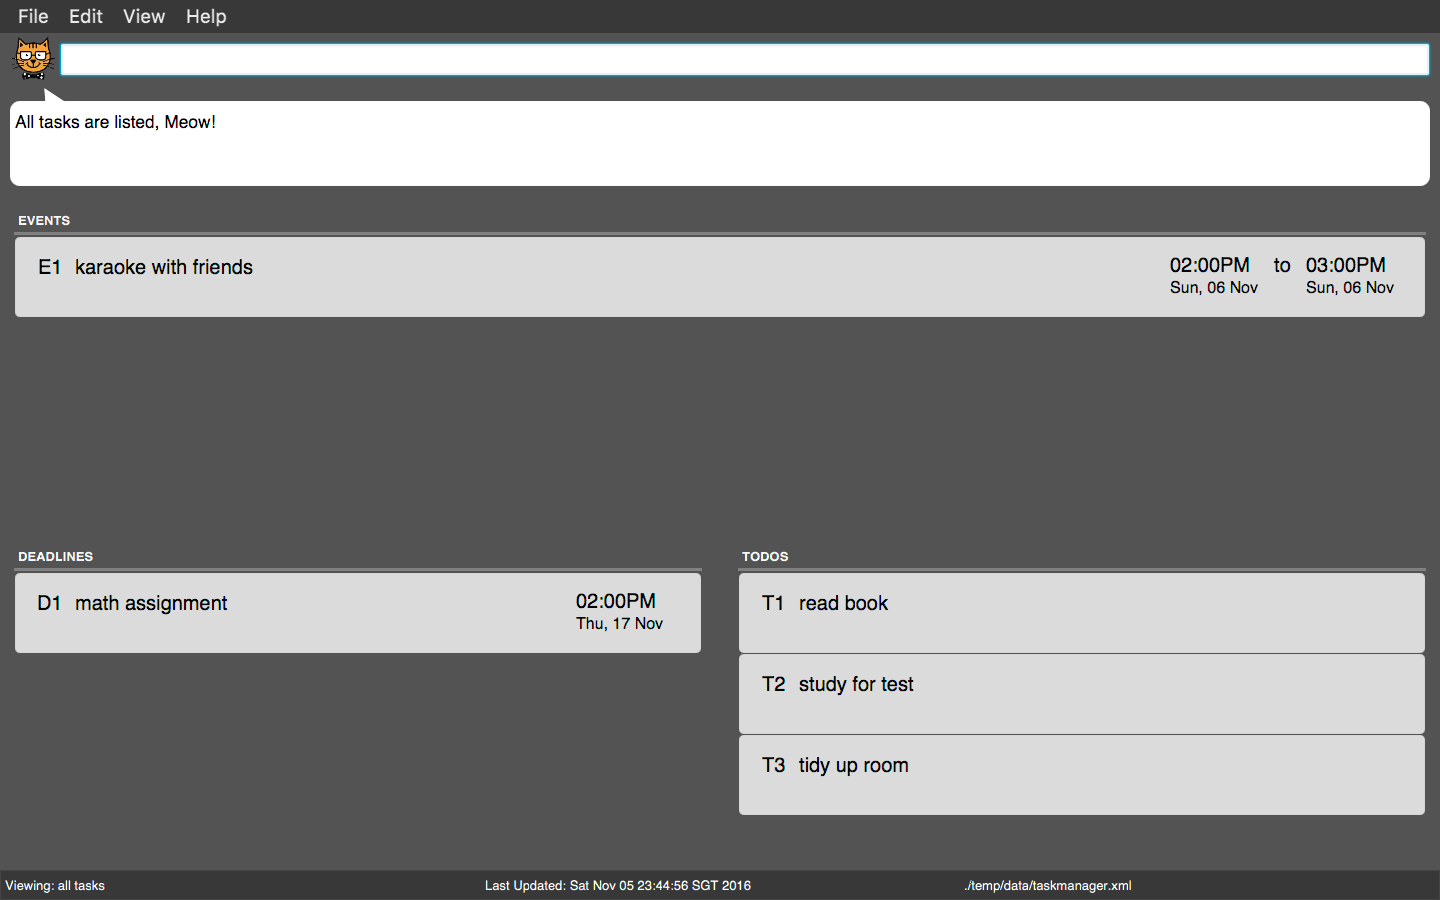 File Edit View Help
All tasks are listed, Meow!
EVENTS
E1 karaoke with friends 02:00PM to 03:00PM
Sun, 06 Nov Sun, 06 Nov
DEADLINES
D1 math assignment 02:00PM
Thu, 17 Nov
TODOS
T1 read book
T2 study for test
T3 tidy up room
Viewing: all tasks Last Updated: Sat Nov 05 23:44:56 SGT 2016 ./temp/data/taskmanager.xml